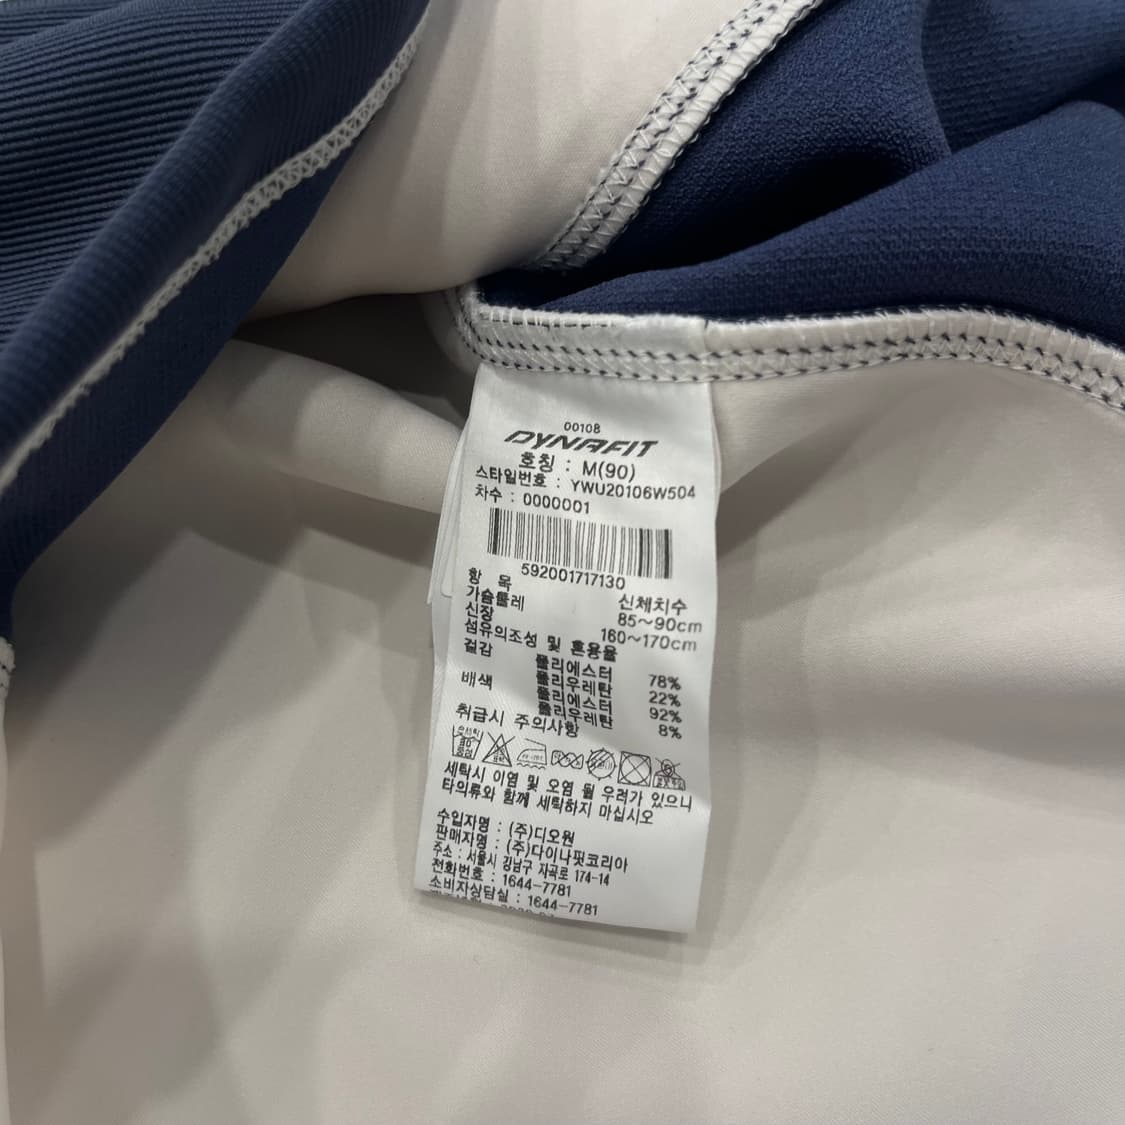 00108
DYNAFIT
호칭 : M(90)
스타일번호 : YWU20106W504
차수 : 0000001
592001717130
항 목 신체치수
가슴둘레 85~90cm
신장 160~170cm
섬유의조성 및 혼용율
겉감 폴리에스터 78%
폴리우레탄 22%
배색 폴리에스터 92%
폴리우레탄 8%
취급시 주의사항
세탁시 이염 및 오염 될 우려가 있으니
타의류와 함께 세탁하지 마십시오
수입자명 : (주)디오원
판매자명 : (주)다이나핏코리아
주소 : 서울시 강남구 자곡로 174-14
전화번호 : 1644-7781
소비자상담실 : 1644-7781